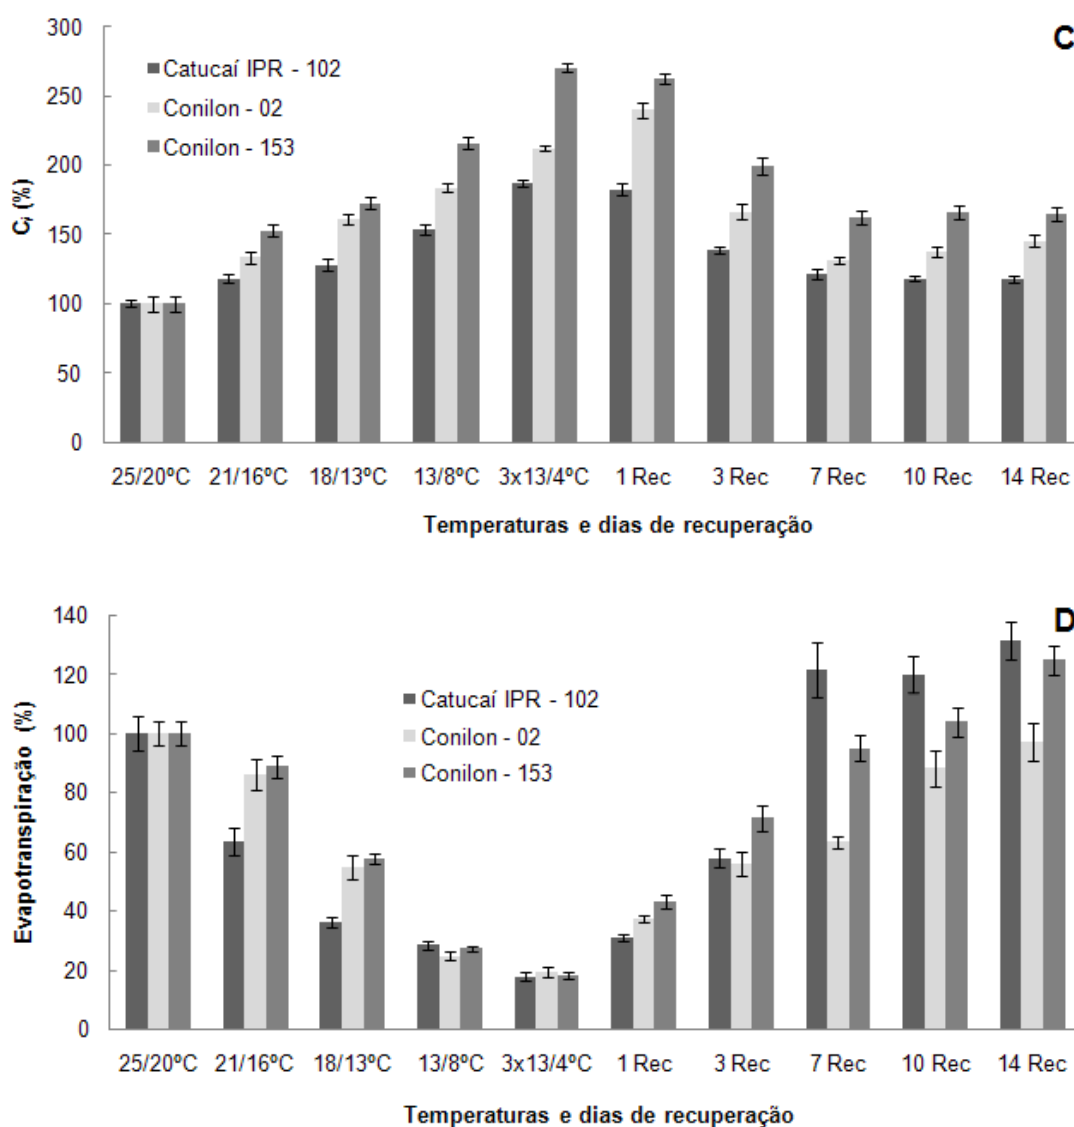 C
300
250
200
150
100
50
0
Cᵢ (%)
Catucaí IPR - 102
Conilon - 02
Conilon - 153
25/20ºC 21/16ºC 18/13ºC 13/8ºC 3x13/4ºC 1 Rec 3 Rec 7 Rec 10 Rec 14 Rec
Temperaturas e dias de recuperação
D
140
120
100
80
60
40
20
0
Evapotranspiração (%)
Catucaí IPR - 102
Conilon - 02
Conilon - 153
25/20ºC 21/16ºC 18/13ºC 13/8ºC 3x13/4ºC 1 Rec 3 Rec 7 Rec 10 Rec 14 Rec
Temperaturas e dias de recuperação